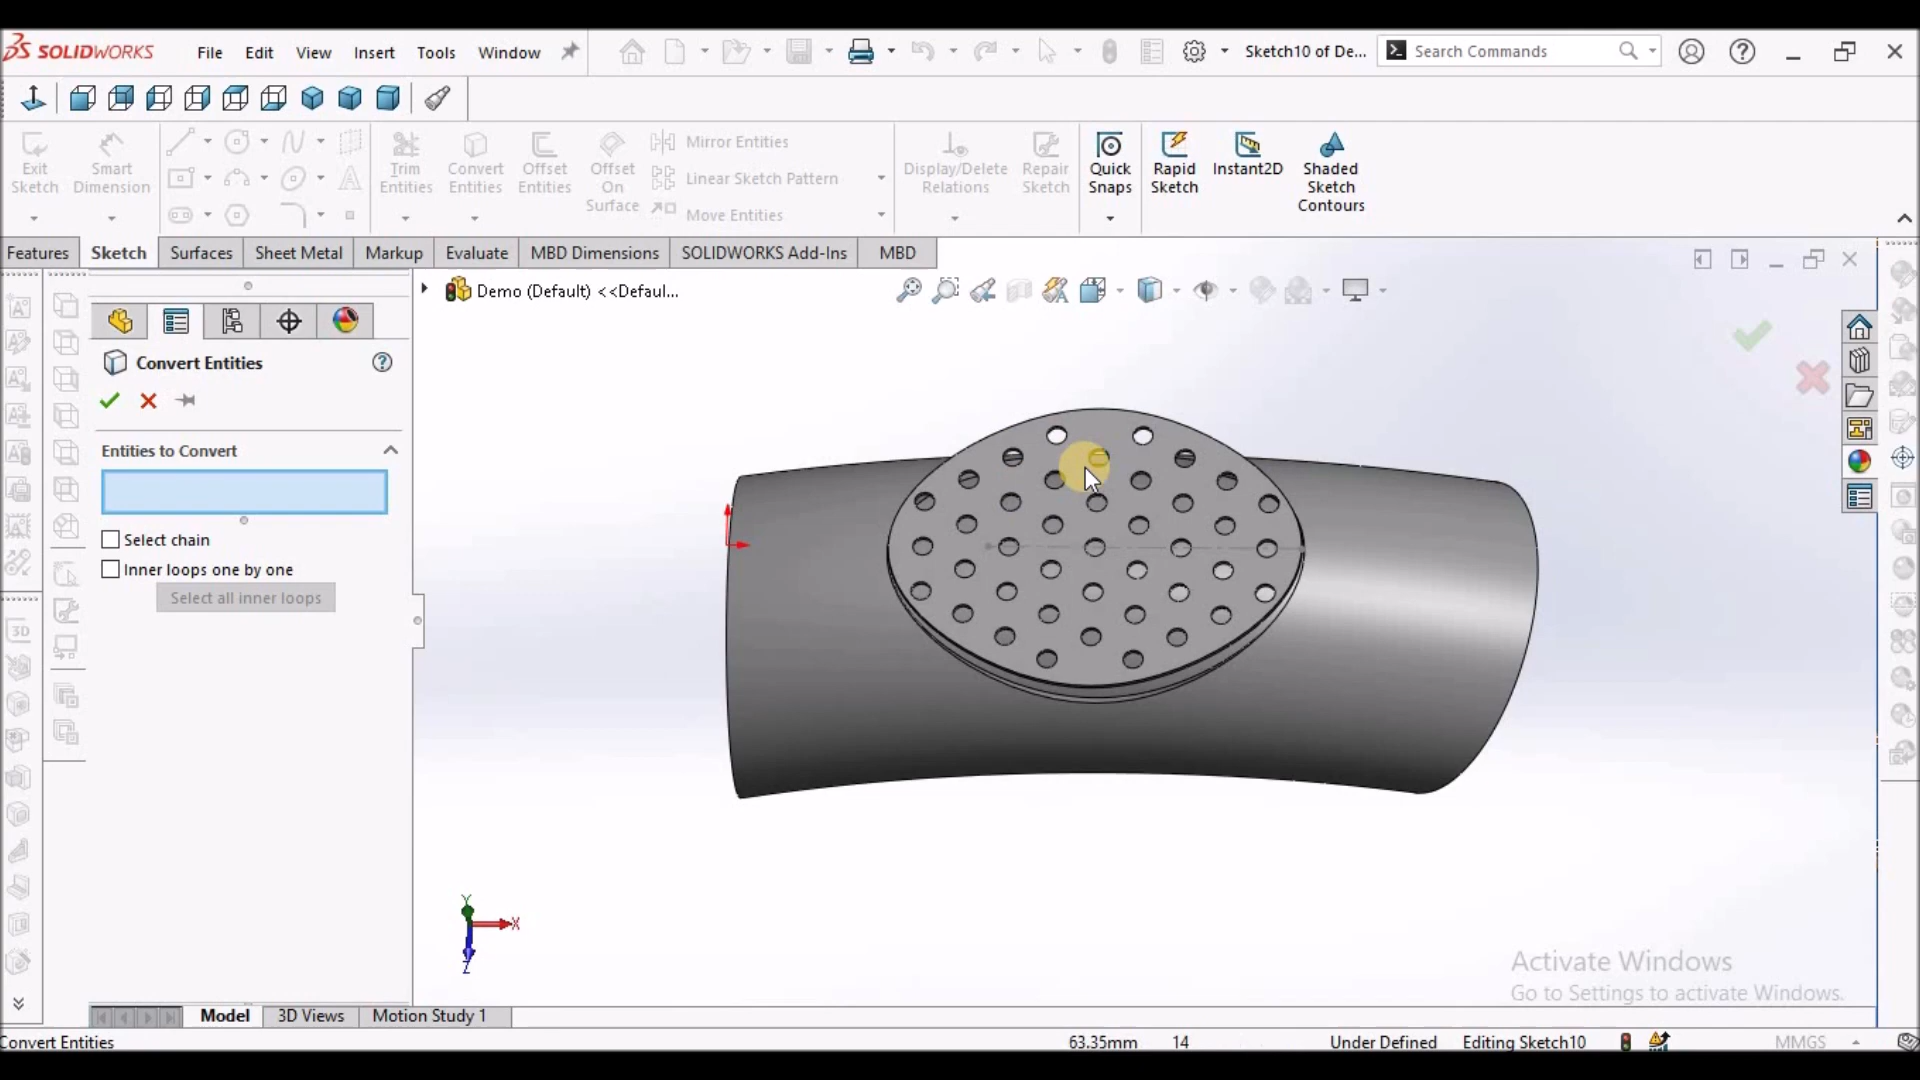 SOLIDWORKS File Edit View Insert Tools Window Sketch10 of De... Search Commands
Exit Sketch
Smart Dimension
Trim Entities
Convert Entities
Offset Entities
Offset On Surface
Mirror Entities
Linear Sketch Pattern
Move Entities
Display/Delete Relations
Repair Sketch
Quick Snaps
Rapid Sketch
Instant2D
Shaded Sketch Contours
Features Sketch Surfaces Sheet Metal Markup Evaluate MBD Dimensions SOLIDWORKS Add-Ins MBD
Demo (Default) <<Defaul...
Convert Entities
Entities to Convert
Select chain
Inner loops one by one
Select all inner loops
3D
Y
X
Z
Activate Windows
Go to Settings to activate Windows.
Model 3D Views Motion Study 1
Convert Entities 63.35mm 14 Under Defined Editing Sketch10 MMGS